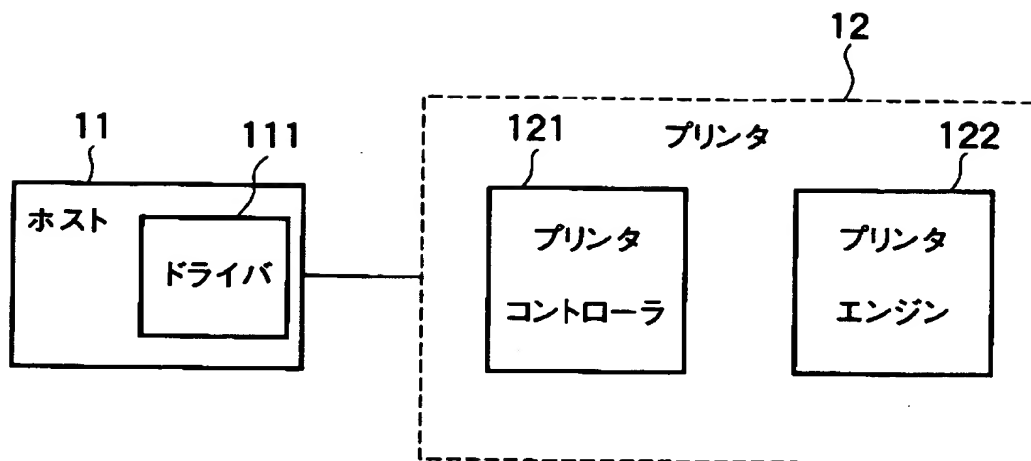 12
11
111
121
プリンタ
122
ホスト
ドライバ
プリンタ
コントローラ
プリンタ
エンジン